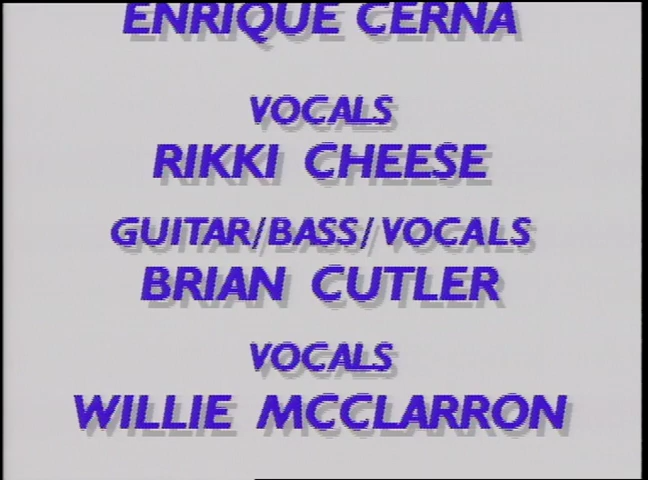 ENRIQUE CERNA
VOCALS
RIKKI CHEESE
GUITAR/BASS/VOCALS
BRIAN CUTLER
VOCALS
WILLIE MCCLARRON